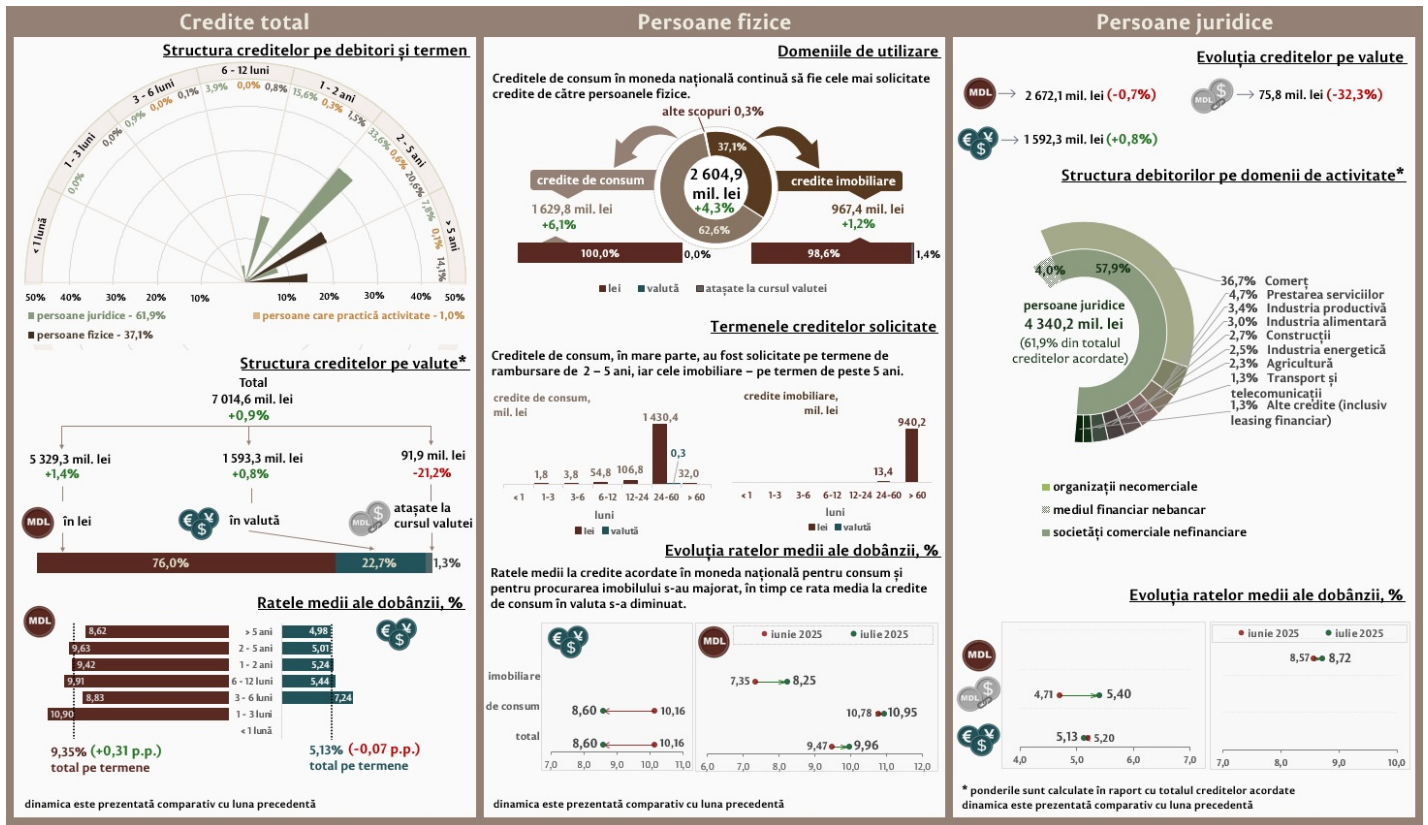 Credite total
Structura creditelor pe debitori și termen
< 1 lună
1 - 3 luni
3 - 6 luni
6 - 12 luni
1 - 2 ani
2 - 5 ani
> 5 ani
0,0%
0,0%
0,9%
0,0%
0,1%
3,9%
0,0%
0,8%
15,6%
0,3%
1,5%
33,6%
0,6%
20,6%
7,8%
0,1%
14,1%
50% 40% 30% 20% 10% 10% 20% 30% 40% 50%
persoane juridice - 61,9%
persoane care practică activitate - 1,0%
persoane fizice - 37,1%
Structura creditelor pe valute*
Total
7 014,6 mil. lei
+0,9%
5 329,3 mil. lei
+1,4%
1 593,3 mil. lei
+0,8%
91,9 mil. lei
-21,2%
MDL
în lei
€ ¥ $
în valută
MDL $
atașate la
cursul valutei
76,0% 22,7% 1,3%
Ratele medii ale dobânzii, %
MDL
€ ¥ $
8,62 > 5 ani 4,98
9,63 2 - 5 ani 5,01
9,42 1 - 2 ani 5,24
9,91 6 - 12 luni 5,44
8,83 3 - 6 luni 7,24
10,90 1 - 3 luni
< 1 lună
9,35% (+0,31 p.p.)
total pe termene
5,13% (-0,07 p.p.)
total pe termene
dinamica este prezentată comparativ cu luna precedentă
Persoane fizice
Domeniile de utilizare
Creditele de consum în moneda națională continuă să fie cele mai solicitate
credite de către persoanele fizice.
alte scopuri 0,3%
37,1%
2 604,9
mil. lei
+4,3%
62,6%
credite de consum
1 629,8 mil. lei
+6,1%
credite imobiliare
967,4 mil. lei
+1,2%
100,0% 0,0%
98,6% 1,4%
lei valută atașate la cursul valutei
Termenele creditelor solicitate
Creditele de consum, în mare parte, au fost solicitate pe termene de
rambursare de 2 – 5 ani, iar cele imobiliare – pe termen de peste 5 ani.
credite de consum,
mil. lei
1 430,4
0,3
1,8 3,8 54,8 106,8 32,0
< 1 1-3 3-6 6-12 12-24 24-60 > 60
luni
lei valută
credite imobiliare,
mil. lei
940,2
13,4
< 1 1-3 3-6 6-12 12-24 24-60 > 60
luni
lei valută
Evoluția ratelor medii ale dobânzii, %
Ratele medii la credite acordate în moneda națională pentru consum și
pentru procurarea imobilului s-au majorat, în timp ce rata media la credite
de consum în valuta s-a diminuat.
€ ¥ $
MDL
iunie 2025 iulie 2025
imobiliare
7,35 8,25
de consum
8,60 10,16
10,78 10,95
total
8,60 10,16
9,47 9,96
7,0 8,0 9,0 10,0 11,0
6,0 7,0 8,0 9,0 10,0 11,0 12,0
dinamica este prezentată comparativ cu luna precedentă
Persoane juridice
Evoluția creditelor pe valute
MDL
2 672,1 mil. lei (-0,7%)
MDL $
75,8 mil. lei (-32,3%)
€ ¥ $
1 592,3 mil. lei (+0,8%)
Structura debitorilor pe domenii de activitate*
4,0% 57,9%
persoane juridice
4 340,2 mil. lei
(61,9% din totalul
creditelor acordate)
36,7% Comerț
4,7% Prestarea serviciilor
3,4% Industria productivă
3,0% Industria alimentară
2,7% Construcții
2,5% Industria energetică
2,3% Agricultură
1,3% Transport și
telecomunicații
1,3% Alte credite (inclusiv
leasing financiar)
organizații necomerciale
mediul financiar nebancar
societăți comerciale nefinanciare
Evoluția ratelor medii ale dobânzii, %
iunie 2025 iulie 2025
MDL
8,57 8,72
MDL $
4,71 5,40
€ ¥ $
5,13 5,20
4,0 5,0 6,0 7,0
7,0 8,0 9,0 10,0
* ponderile sunt calculate în raport cu totalul creditelor acordate
dinamica este prezentată comparativ cu luna precedentă